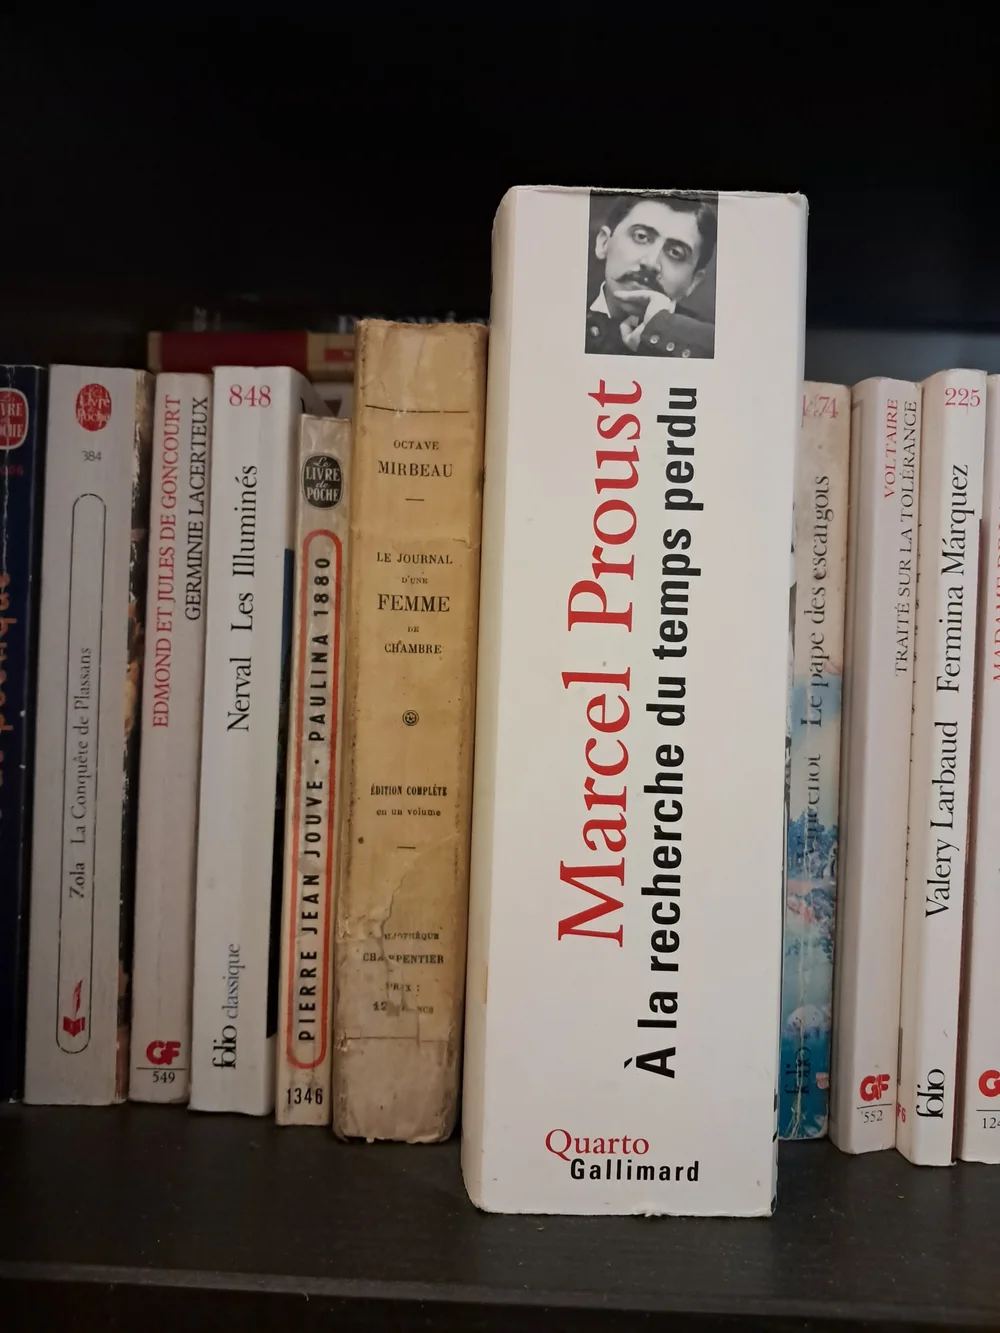 Le
Livre
de
Poche
384
Zola La Conquête de Plassans
EDMOND ET JULES DE GONCOURT
GERMINIE LACERTEUX
GF
549
848
Nerval Les Illuminés
folio classique
Le
LIVRE
de
POCHE
PIERRE JEAN JOUVE • PAULINA 1880
1346
OCTAVE
MIRBEAU
LE JOURNAL
D'UNE
FEMME
DE
CHAMBRE
ÉDITION COMPLÈTE
en un volume
CHARPENTIER
PRIX :
Marcel Proust
À la recherche du temps perdu
Quarto
Gallimard
Vincenot Le pape des escargots
folio
VOLTAIRE
TRAITÉ SUR LA TOLÉRANCE
GF
552
225
Valery Larbaud Fermina Márquez
folio